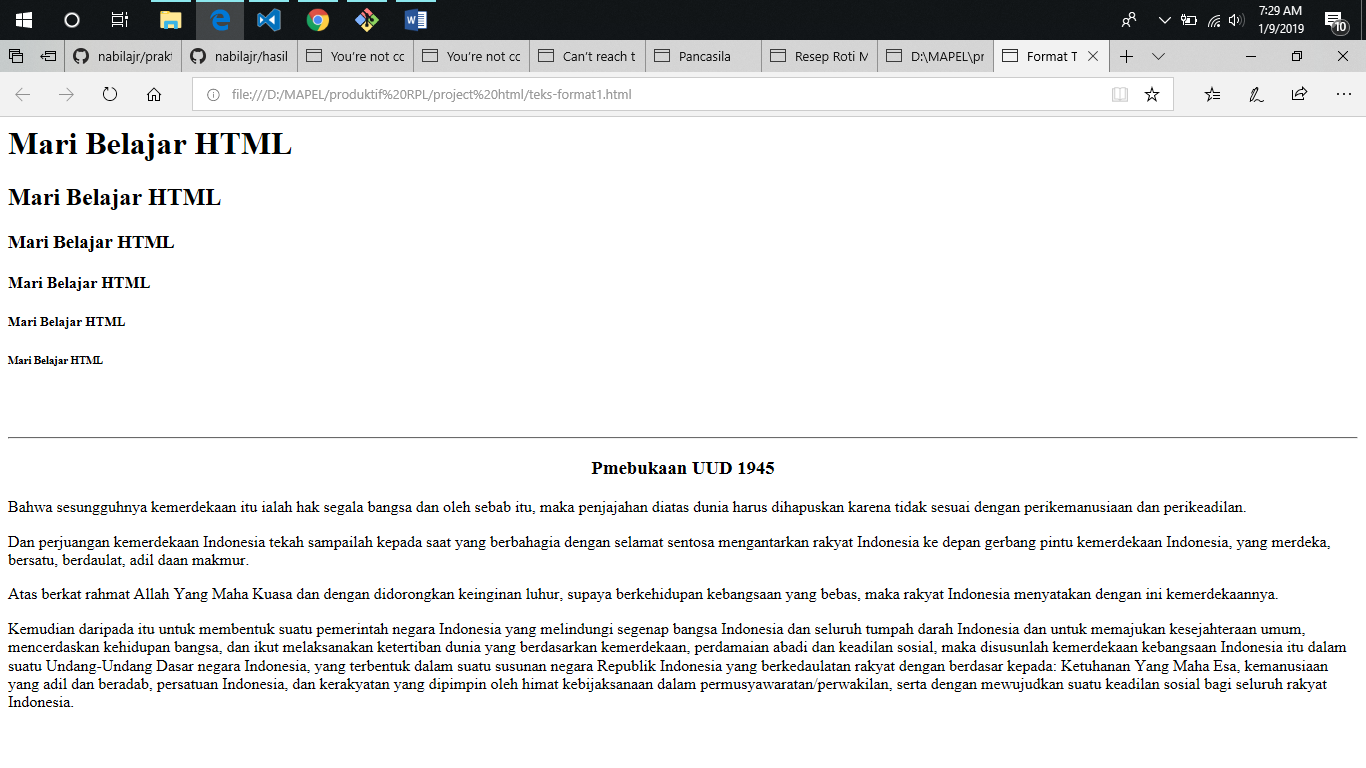 7:29 AM
1/9/2019
10
nabilajr/prakt
nabilajr/hasil
You're not cc
You're not cc
Can't reach t
Pancasila
Resep Roti M
D:\MAPEL\pr
Format T
file:///D:/MAPEL/produktif%20RPL/project%20html/teks-format1.html
Mari Belajar HTML
Mari Belajar HTML
Mari Belajar HTML
Mari Belajar HTML
Mari Belajar HTML
Mari Belajar HTML
Pmebukaan UUD 1945
Bahwa sesungguhnya kemerdekaan itu ialah hak segala bangsa dan oleh sebab itu, maka penjajahan diatas dunia harus dihapuskan karena tidak sesuai dengan perikemanusiaan dan perikeadilan.
Dan perjuangan kemerdekaan Indonesia tekah sampailah kepada saat yang berbahagia dengan selamat sentosa mengantarkan rakyat Indonesia ke depan gerbang pintu kemerdekaan Indonesia, yang merdeka,
bersatu, berdaulat, adil daan makmur.
Atas berkat rahmat Allah Yang Maha Kuasa dan dengan didorongkan keinginan luhur, supaya berkehidupan kebangsaan yang bebas, maka rakyat Indonesia menyatakan dengan ini kemerdekaannya.
Kemudian daripada itu untuk membentuk suatu pemerintah negara Indonesia yang melindungi segenap bangsa Indonesia dan seluruh tumpah darah Indonesia dan untuk memajukan kesejahteraan umum,
mencerdaskan kehidupan bangsa, dan ikut melaksanakan ketertiban dunia yang berdasarkan kemerdekaan, perdamaian abadi dan keadilan sosial, maka disusunlah kemerdekaan kebangsaan Indonesia itu dalam
suatu Undang-Undang Dasar negara Indonesia, yang terbentuk dalam suatu susunan negara Republik Indonesia yang berkedaulatan rakyat dengan berdasar kepada: Ketuhanan Yang Maha Esa, kemanusiaan
yang adil dan beradab, persatuan Indonesia, dan kerakyatan yang dipimpin oleh himat kebijaksanaan dalam permusyawaratan/perwakilan, serta dengan mewujudkan suatu keadilan sosial bagi seluruh rakyat
Indonesia.